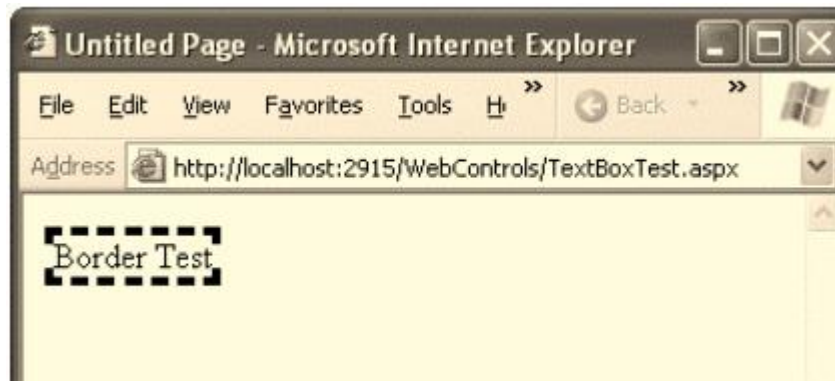 Untitled Page - Microsoft Internet Explorer
File Edit View Favorites Tools » Back »
Address http://localhost:2915/WebControls/TextBoxTest.aspx
Border Test